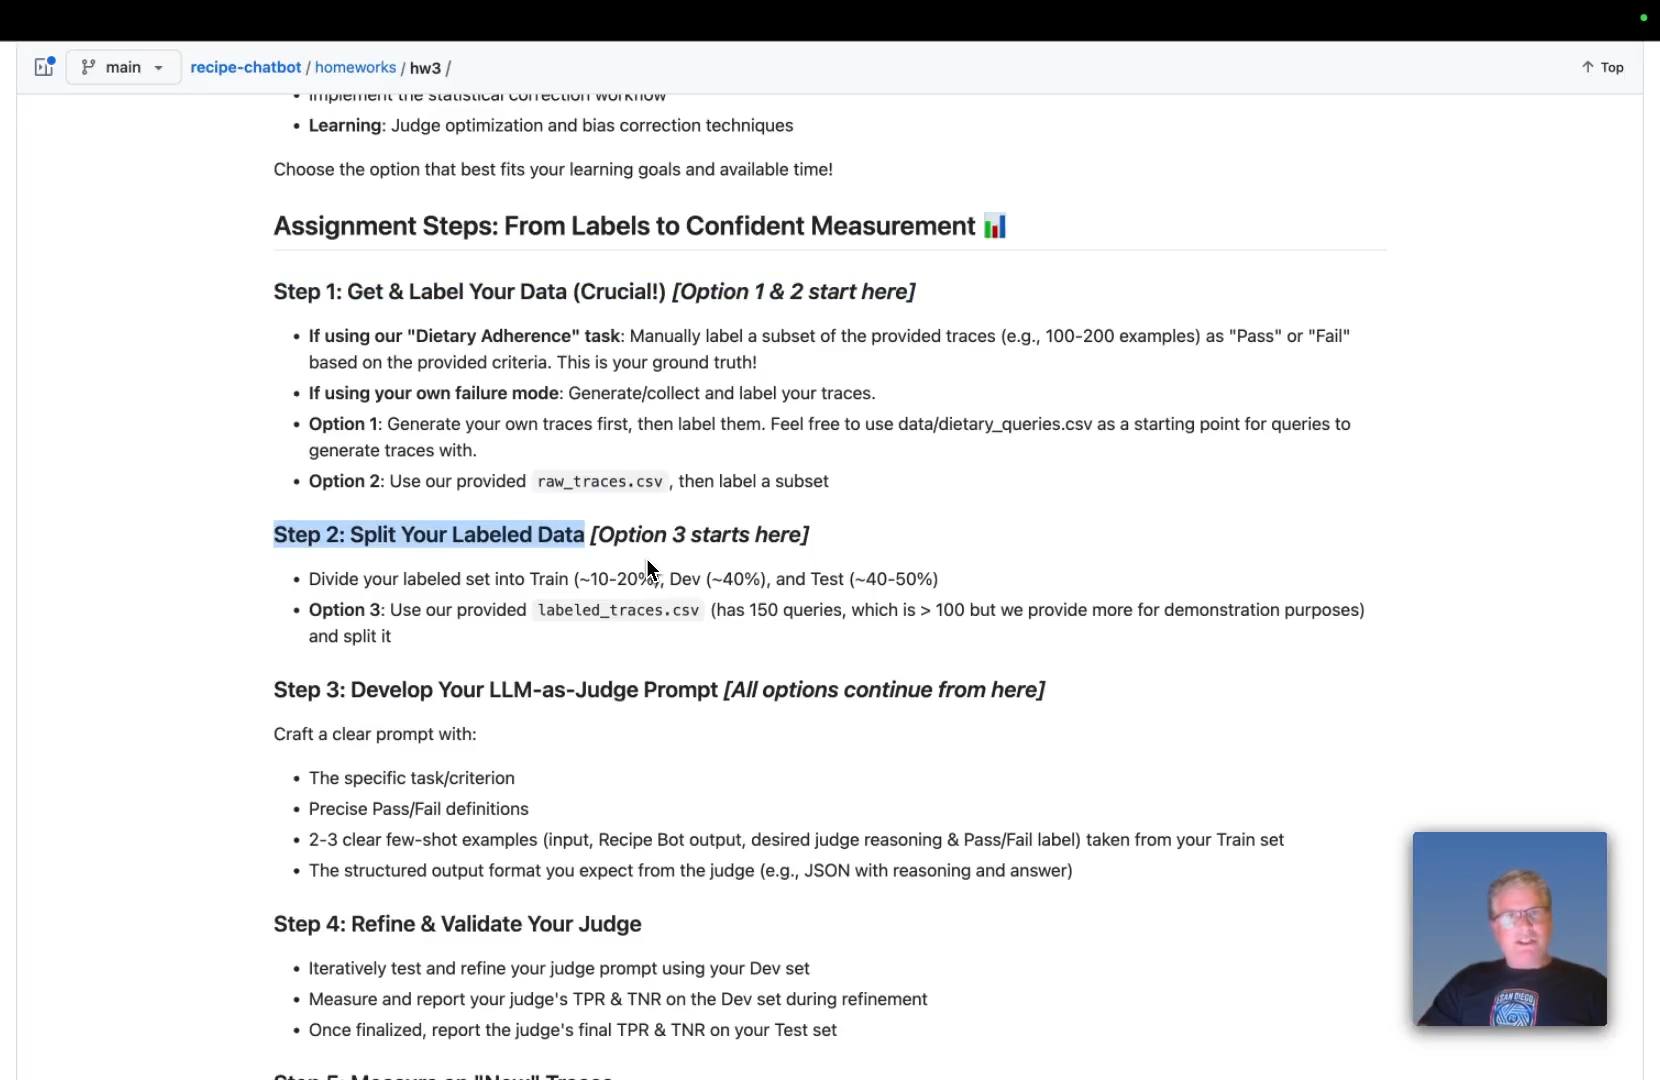 main
recipe-chatbot / homeworks / hw3 /
Top
Implement the statistical correction workflow
Learning: Judge optimization and bias correction techniques
Choose the option that best fits your learning goals and available time!
Assignment Steps: From Labels to Confident Measurement 📊
Step 1: Get & Label Your Data (Crucial!) [Option 1 & 2 start here]
• If using our "Dietary Adherence" task: Manually label a subset of the provided traces (e.g., 100-200 examples) as "Pass" or "Fail"
based on the provided criteria. This is your ground truth!
• If using your own failure mode: Generate/collect and label your traces.
• Option 1: Generate your own traces first, then label them. Feel free to use data/dietary_queries.csv as a starting point for queries to
generate traces with.
• Option 2: Use our provided raw_traces.csv , then label a subset
Step 2: Split Your Labeled Data [Option 3 starts here]
• Divide your labeled set into Train (~10-20%), Dev (~40%), and Test (~40-50%)
• Option 3: Use our provided labeled_traces.csv (has 150 queries, which is > 100 but we provide more for demonstration purposes)
and split it
Step 3: Develop Your LLM-as-Judge Prompt [All options continue from here]
Craft a clear prompt with:
• The specific task/criterion
• Precise Pass/Fail definitions
• 2-3 clear few-shot examples (input, Recipe Bot output, desired judge reasoning & Pass/Fail label) taken from your Train set
• The structured output format you expect from the judge (e.g., JSON with reasoning and answer)
Step 4: Refine & Validate Your Judge
• Iteratively test and refine your judge prompt using your Dev set
• Measure and report your judge's TPR & TNR on the Dev set during refinement
• Once finalized, report the judge's final TPR & TNR on your Test set
Step 5: Measure on "New" Traces
SAN DIEGO